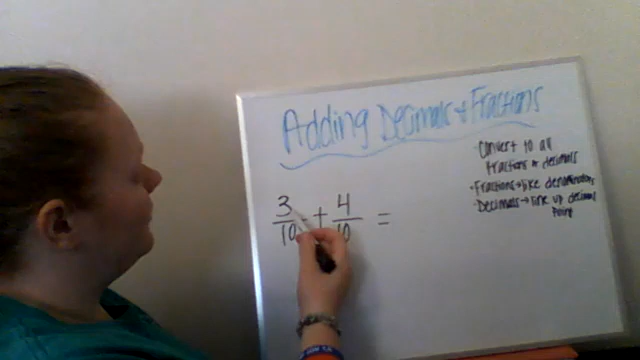 Adding Decimals + Fractions
· Convert to all
fractions or decimals
· Fractions → like denominators
· Decimals → line up decimal
point
3/10 + 4/10 =